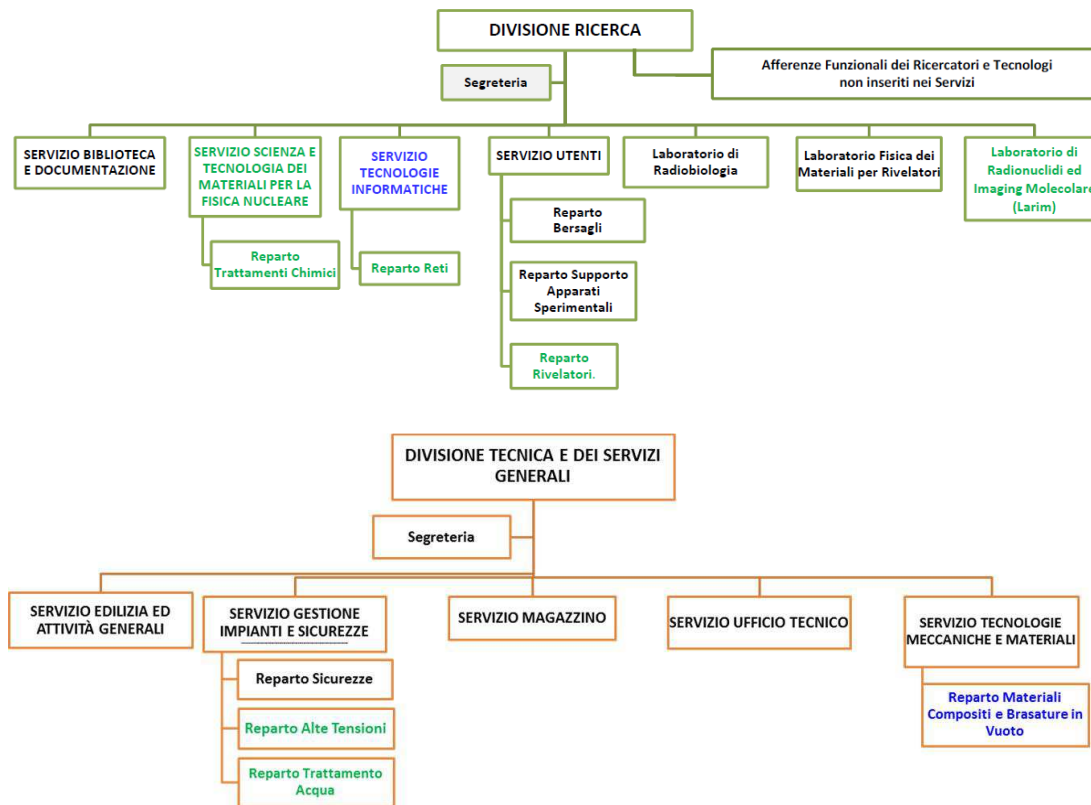 DIVISIONE RICERCA
Afferenze Funzionali dei Ricercatori e Tecnologi
non inseriti nei Servizi
Segreteria
SERVIZIO BIBLIOTECA
E DOCUMENTAZIONE
SERVIZIO SCIENZA E
TECNOLOGIA DEI
MATERIALI PER LA
FISICA NUCLEARE
SERVIZIO
TECNOLOGIE
INFORMATICHE
SERVIZIO UTENTI
Laboratorio di
Radiobiologia
Laboratorio Fisica dei
Materiali per Rivelatori
Laboratorio di
Radionuclidi ed
Imaging Molecolare
(Larim)
Reparto
Trattamenti Chimici
Reparto Reti
Reparto
Bersagli
Reparto Supporto
Apparati
Sperimentali
Reparto
Rivelatori.
DIVISIONE TECNICA E DEI SERVIZI
GENERALI
Segreteria
SERVIZIO EDILIZIA ED
ATTIVITÀ GENERALI
SERVIZIO GESTIONE
IMPIANTI E SICUREZZE
SERVIZIO MAGAZZINO
SERVIZIO UFFICIO TECNICO
SERVIZIO TECNOLOGIE
MECCANICHE E MATERIALI
Reparto Sicurezze
Reparto Alte Tensioni
Reparto Trattamento
Acqua
Reparto Materiali
Compositi e Brasature in
Vuoto